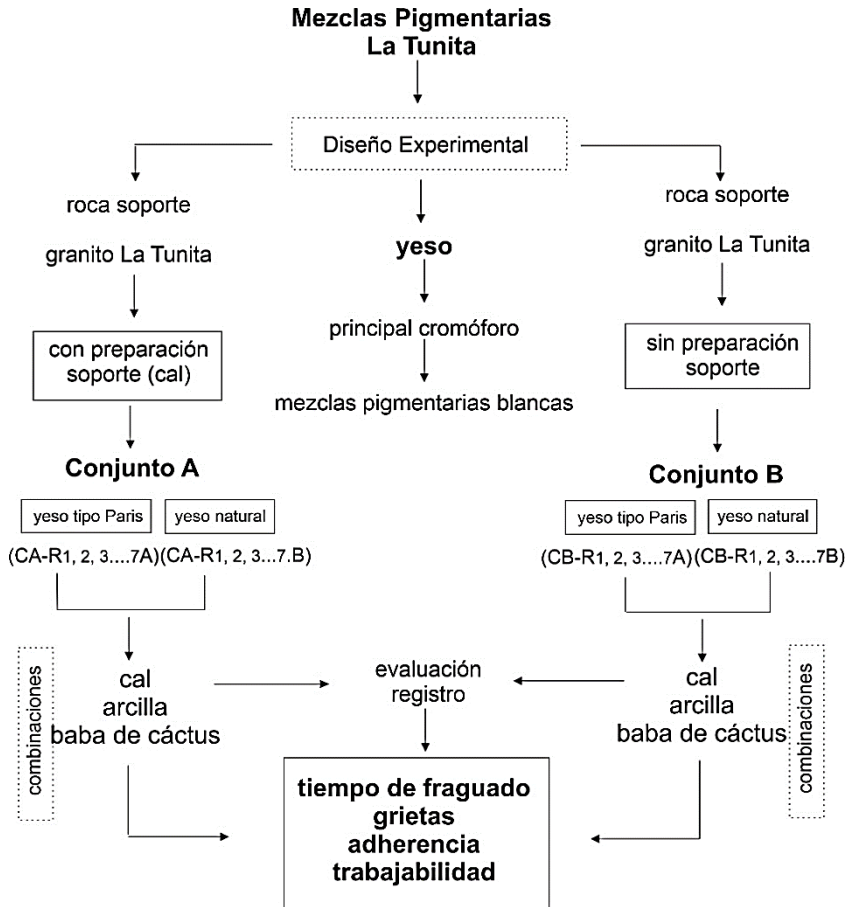 Mezclas Pigmentarias
La Tunita
Diseño Experimental
roca soporte
granito La Tunita
con preparación
soporte (cal)
Conjunto A
yeso tipo Paris
yeso natural
(CA-R1, 2, 3....7A)(CA-R1, 2, 3...7.B)
combinaciones
cal
arcilla
baba de cáctus
yeso
principal cromóforo
mezclas pigmentarias blancas
evaluación
registro
tiempo de fraguado
grietas
adherencia
trabajabilidad
roca soporte
granito La Tunita
sin preparación
soporte
Conjunto B
yeso tipo Paris
yeso natural
(CB-R1, 2, 3....7A)(CB-R1, 2, 3....7B)
cal
arcilla
baba de cáctus
combinaciones